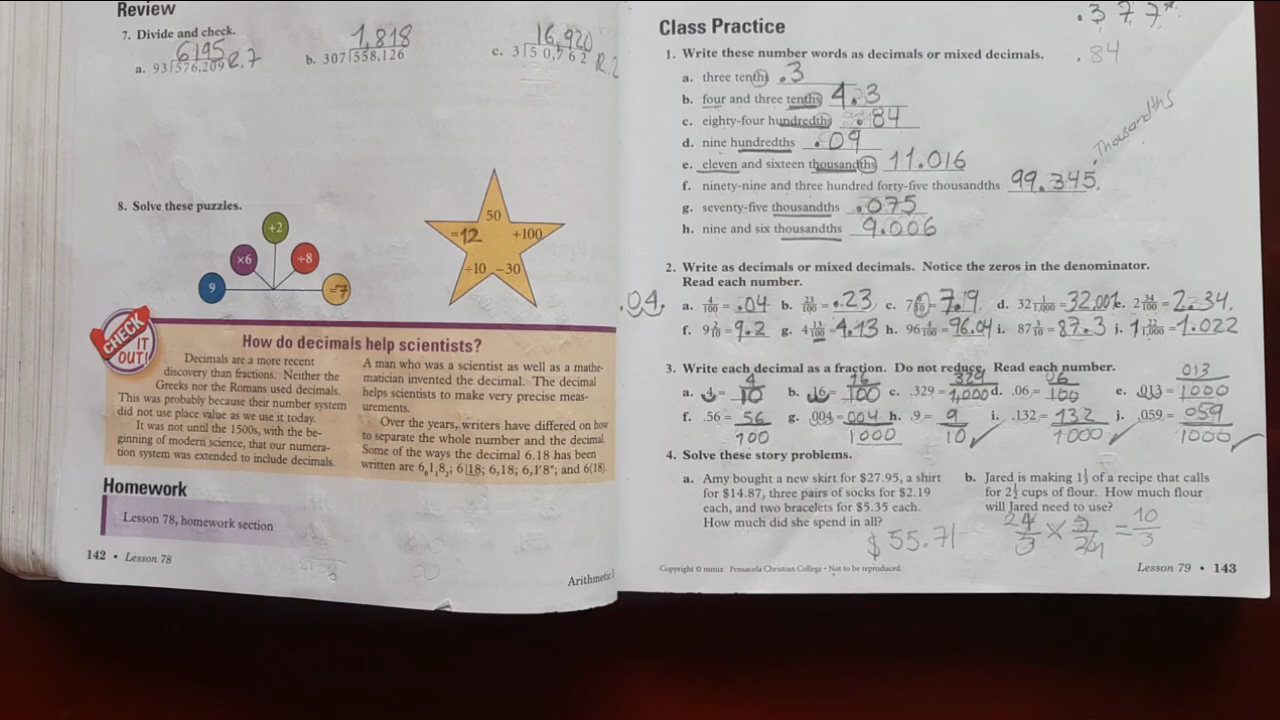 Review
7. Divide and check.
a. 93⟌576,209 6195 R.7
b. 307⟌558,126 1,818
c. 3⟌50,762 16,920 R.2
8. Solve these puzzles.
9 ×6 +2 ÷8 =7
50 +100 −30 ÷10 =12
CHECK IT OUT!
How do decimals help scientists?
Decimals are a more recent
discovery than fractions. Neither the
Greeks nor the Romans used decimals.
This was probably because their number system
did not use place value as we use it today.
It was not until the 1500s, with the be-
ginning of modern science, that our numera-
tion system was extended to include decimals.
A man who was a scientist as well as a mathe-
matician invented the decimal. The decimal
helps scientists to make very precise meas-
urements.
Over the years, writers have differed on how
to separate the whole number and the decimal.
Some of the ways the decimal 6.18 has been
written are 6,1,8,; 6|18; 6,18; 6,1'8"; and 6(18).
Homework
Lesson 78, homework section
142 • Lesson 78
Arithmetic 5
.377
Class Practice
.84
1. Write these number words as decimals or mixed decimals.
a. three tenths .3
b. four and three tenths 4.3
c. eighty-four hundredths .84
d. nine hundredths .09
e. eleven and sixteen thousandths 11.016
.Thousandths
f. ninety-nine and three hundred forty-five thousandths 99.345
g. seventy-five thousandths .075
h. nine and six thousandths 9.006
2. Write as decimals or mixed decimals. Notice the zeros in the denominator.
Read each number.
.04 a. 4/100 = .04 b. 23/100 = .23 c. 7 9/10 = 7.9 d. 32 1/1,000 = 32.001 e. 2 34/100 = 2.34
f. 9 2/10 = 9.2 g. 4 13/100 = 4.13 h. 96 4/100 = 96.04 i. 87 3/10 = 87.3 j. 1 22/1,000 = 1.022
3. Write each decimal as a fraction. Do not reduce. Read each number.
a. .4 = 4/10 b. .16 = 16/100 c. .329 = 329/1,000 d. .06 = 06/100 e. .013 = 013/1000
f. .56 = 56/100 g. .004 = 004/1000 h. .9 = 9/10 i. .132 = 132/1000 j. .059 = 059/1000
4. Solve these story problems.
a. Amy bought a new skirt for $27.95, a shirt
for $14.87, three pairs of socks for $2.19
each, and two bracelets for $5.35 each.
How much did she spend in all?
$55.71
b. Jared is making 1⅓ of a recipe that calls
for 2½ cups of flour. How much flour
will Jared need to use?
= 10/3
Copyright © mmix Pensacola Christian College • Not to be reproduced.
Lesson 79 • 143